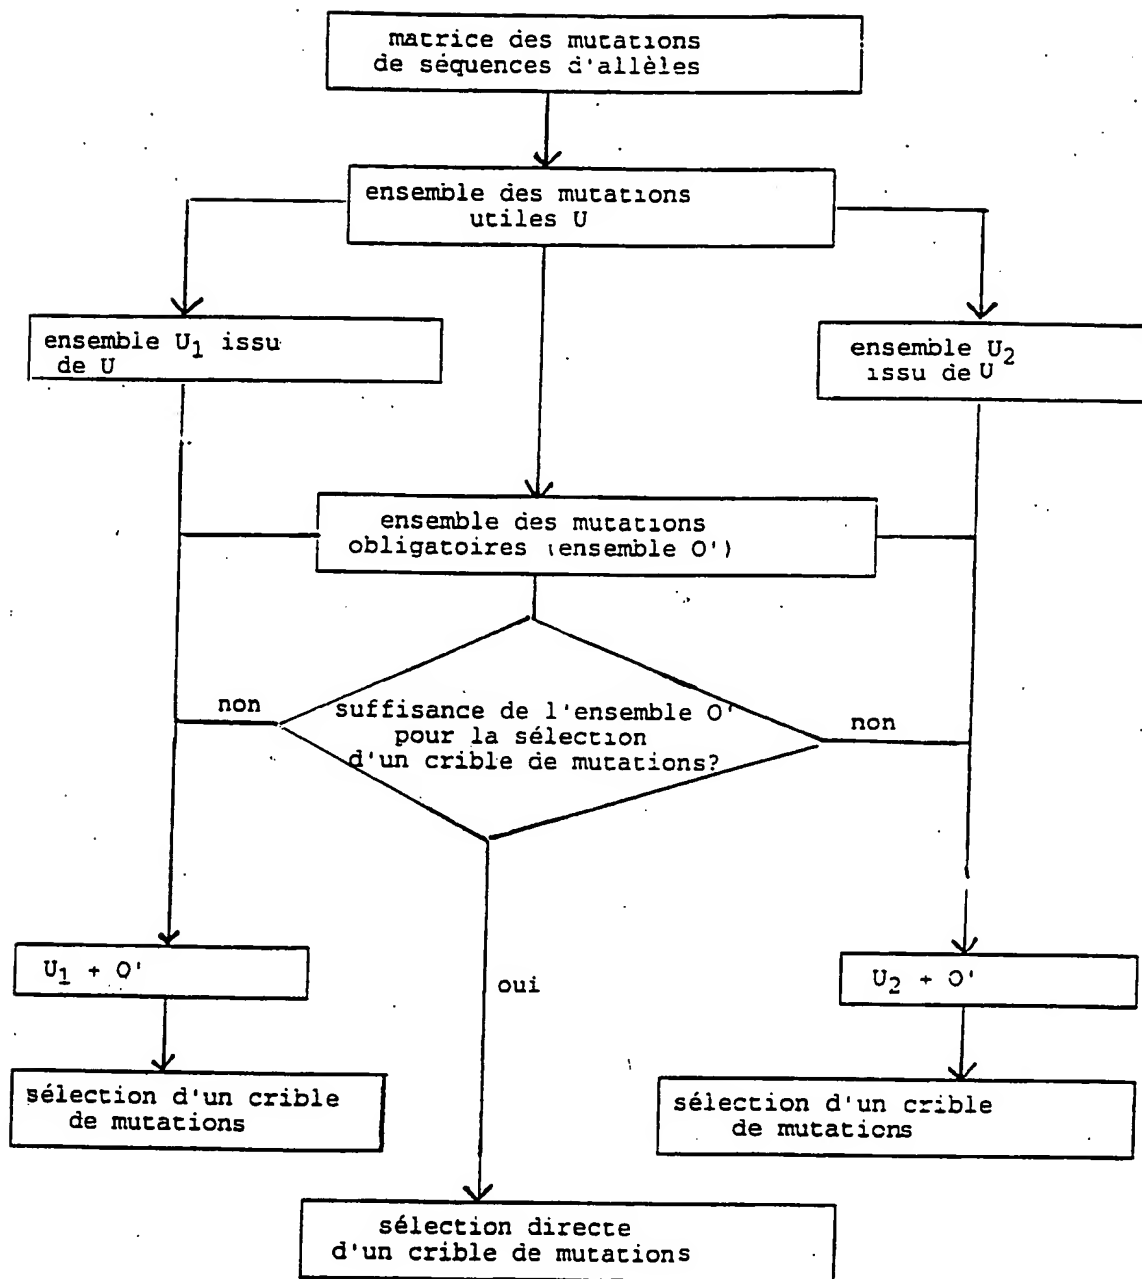 matrice des mutations
de séquences d'allèles
ensemble des mutations
utiles U
ensemble U1 issu
de U
ensemble U2
issu de U
ensemble des mutations
obligatoires (ensemble O')
non
suffisance de l'ensemble O'
pour la sélection
d'un crible de mutations?
non
U1 + O'
oui
U2 + O'
sélection d'un crible
de mutations
sélection d'un crible
de mutations
sélection directe
d'un crible de mutations